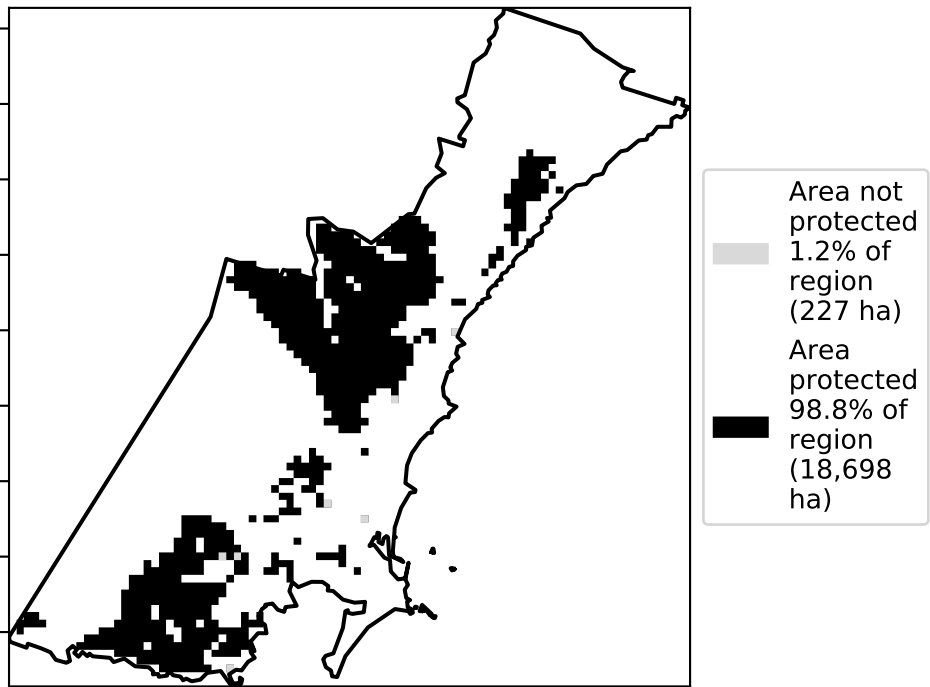 Area not
protected
1.2% of
region
(227 ha)
Area
protected
98.8% of
region
(18,698
ha)